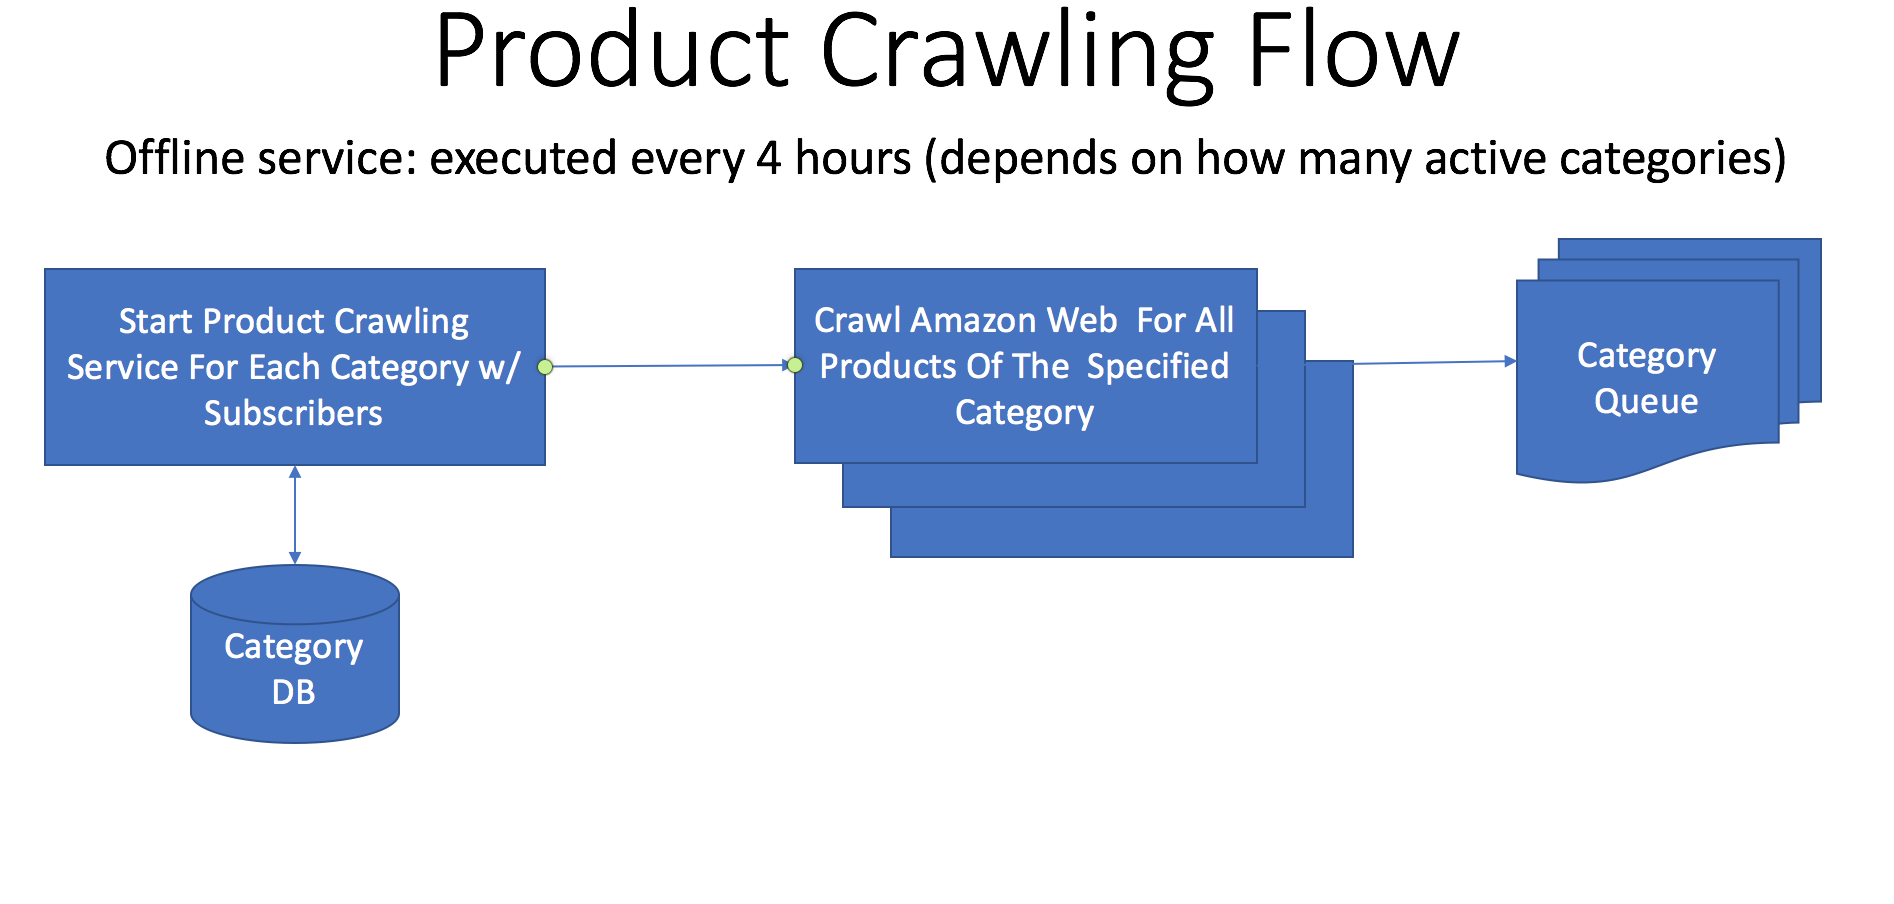 Product Crawling Flow
Offline service: executed every 4 hours (depends on how many active categories)
Start Product Crawling
Service For Each Category w/
Subscribers
Crawl Amazon Web  For All
Products Of The  Specified
Category
Category
Queue
Category
DB